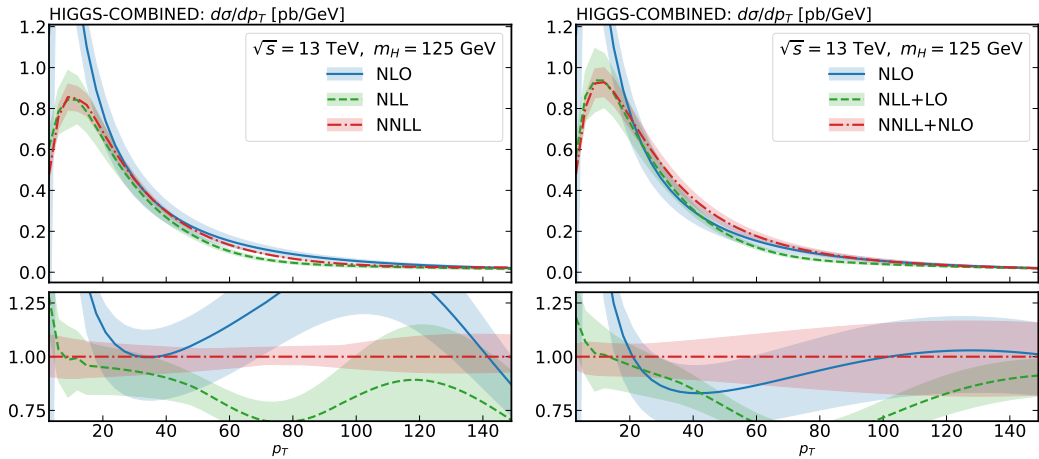 HIGGS-COMBINED: dσ/dp_T [pb/GeV]
√s = 13 TeV, m_H = 125 GeV
NLO
NLL
NNLL
1.2
1.0
0.8
0.6
0.4
0.2
0.0
1.25
1.00
0.75
20 40 60 80 100 120 140
p_T
HIGGS-COMBINED: dσ/dp_T [pb/GeV]
√s = 13 TeV, m_H = 125 GeV
NLO
NLL+LO
NNLL+NLO
1.2
1.0
0.8
0.6
0.4
0.2
0.0
1.25
1.00
0.75
20 40 60 80 100 120 140
p_T